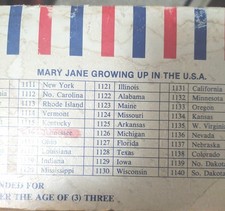 MARY JANE GROWING UP IN THE U.S.A.
1111 New York 1121 Illinois 1131 California
1112 No. Carolina 1122 Alabama 1132 Minnesota
Rhode Island 1123 Maine 1133 Oregon
Vermont 1124 Missouri 1134 Kansas
Kentucky 1125 Arkansas 1135 W. Virginia
1126 Michigan 1136 Nevada
Ohio 1127 Florida 1137 Nebraska
Louisiana 1128 Texas 1138 Colorado
Indiana 1129 Iowa 1139 No. Dakota
Mississippi 1130 Wisconsin 1140 So. Dakota
NDED FOR
ER THE AGE OF (3) THREE